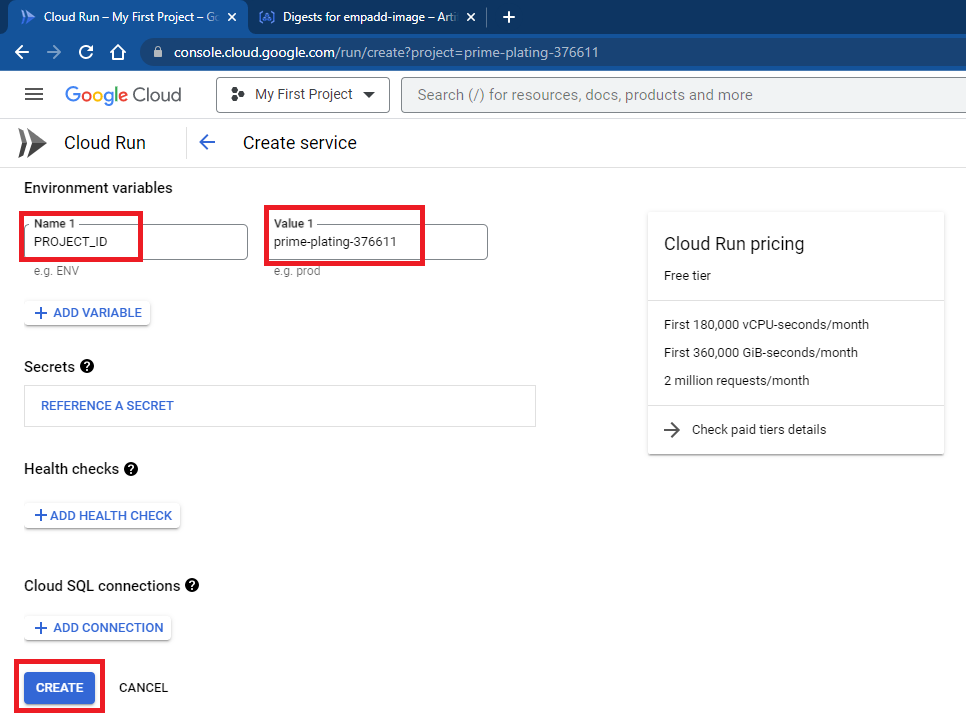 Cloud Run – My First Project – Go
Digests for empadd-image – Arti
console.cloud.google.com/run/create?project=prime-plating-376611
Google Cloud
My First Project
Search (/) for resources, docs, products and more
Cloud Run
Create service
Environment variables
Name 1
PROJECT_ID
e.g. ENV
Value 1
prime-plating-376611
e.g. prod
ADD VARIABLE
Secrets
REFERENCE A SECRET
Health checks
ADD HEALTH CHECK
Cloud SQL connections
ADD CONNECTION
CREATE
CANCEL
Cloud Run pricing
Free tier
First 180,000 vCPU-seconds/month
First 360,000 GiB-seconds/month
2 million requests/month
Check paid tiers details